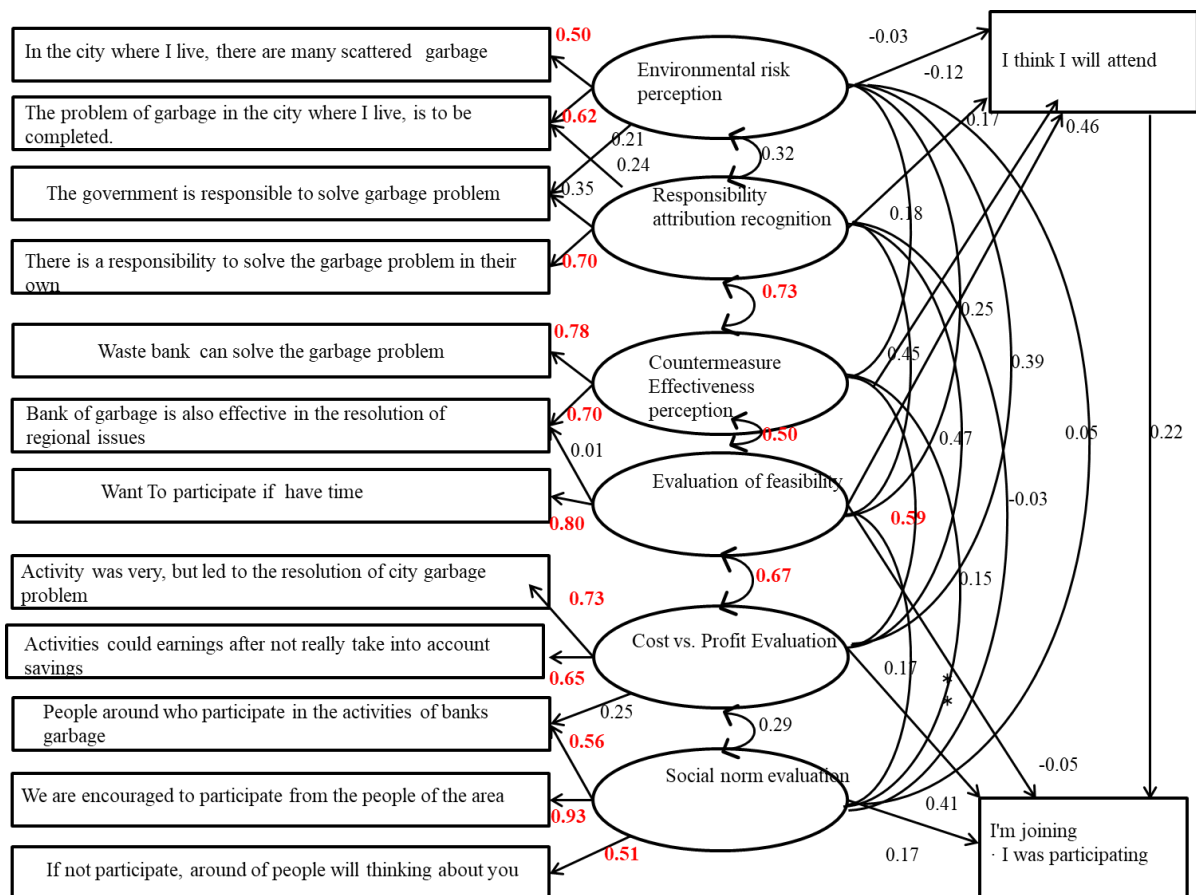 0.50
In the city where I live, there are many scattered garbage
The problem of garbage in the city where I live, is to be
completed.
0.62
0.21
0.24
The government is responsible to solve garbage problem
0.35
There is a responsibility to solve the garbage problem in their
own
0.70
0.78
Waste bank can solve the garbage problem
0.70
Bank of garbage is also effective in the resolution of
regional issues
0.01
Want To participate if have time
0.80
Activity was very, but led to the resolution of city garbage
problem
0.73
Activities could earnings after not really take into account
savings
0.65
People around who participate in the activities of banks
garbage
0.25
0.56
We are encouraged to participate from the people of the area
0.93
If not participate, around of people will thinking about you
0.51
Environmental risk
perception
0.32
Responsibility
attribution recognition
0.73
Countermeasure
Effectiveness
perception
0.50
Evaluation of feasibility
0.67
Cost vs. Profit Evaluation
0.29
Social norm evaluation
-0.03
-0.12
0.17
0.46
0.18
0.25
0.45
0.39
0.47
0.05
0.22
-0.03
0.59
0.15
0.17
*
*
-0.05
0.41
0.17
I think I will attend
I'm joining
· I was participating